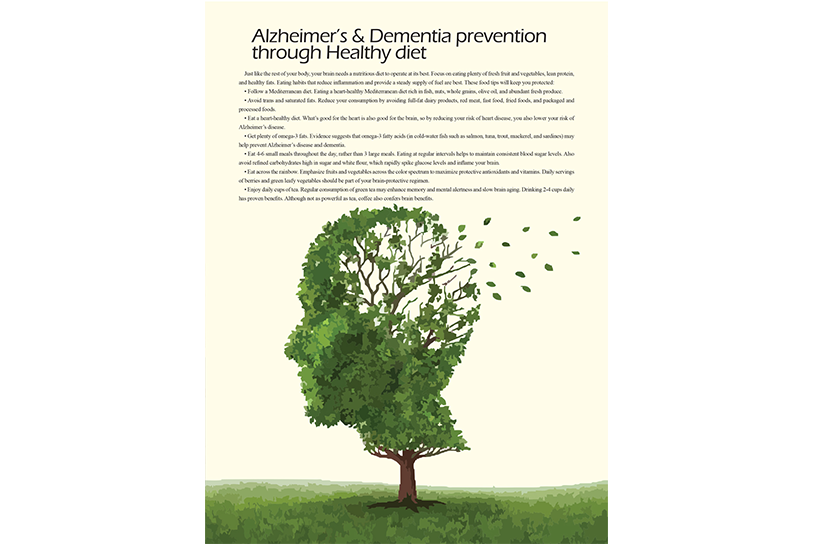 Alzheimer's & Dementia prevention
through Healthy diet
Just like the rest of your body, your brain needs a nutritious diet to operate at its best. Focus on eating plenty of fresh fruit and vegetables, lean protein,
and healthy fats. Eating habits that reduce inflammation and provide a steady supply of fuel are best. These food tips will keep you protected:
• Follow a Mediterranean diet. Eating a heart-healthy Mediterranean diet rich in fish, nuts, whole grains, olive oil, and abundant fresh produce.
• Avoid trans and saturated fats. Reduce your consumption by avoiding full-fat dairy products, red meat, fast food, fried foods, and packaged and
processed foods.
• Eat a heart-healthy diet. What's good for the heart is also good for the brain, so by reducing your risk of heart disease, you also lower your risk of
Alzheimer's disease.
• Get plenty of omega-3 fats. Evidence suggests that omega-3 fatty acids (in cold-water fish such as salmon, tuna, trout, mackerel, and sardines) may
help prevent Alzheimer's disease and dementia.
• Eat 4-6 small meals throughout the day, rather than 3 large meals. Eating at regular intervals helps to maintain consistent blood sugar levels. Also
avoid refined carbohydrates high in sugar and white flour, which rapidly spike glucose levels and inflame your brain.
• Eat across the rainbow. Emphasize fruits and vegetables across the color spectrum to maximize protective antioxidants and vitamins. Daily servings
of berries and green leafy vegetables should be part of your brain-protective regimen.
• Enjoy daily cups of tea. Regular consumption of green tea may enhance memory and mental alertness and slow brain aging. Drinking 2-4 cups daily
has proven benefits. Although not as powerful as tea, coffee also confers brain benefits.